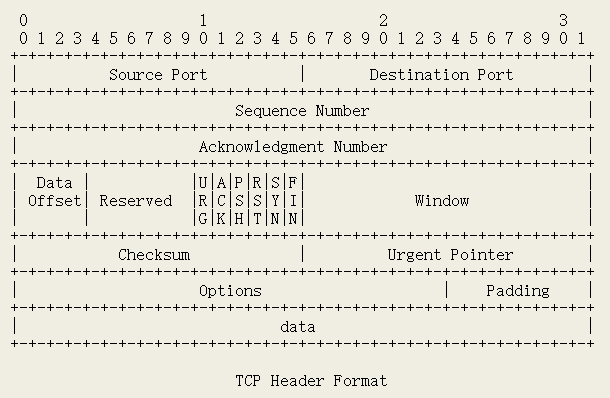 0                   1                   2                   3
 0 1 2 3 4 5 6 7 8 9 0 1 2 3 4 5 6 7 8 9 0 1 2 3 4 5 6 7 8 9 0 1
+-+-+-+-+-+-+-+-+-+-+-+-+-+-+-+-+-+-+-+-+-+-+-+-+-+-+-+-+-+-+-+-+
|          Source Port          |       Destination Port        |
+-+-+-+-+-+-+-+-+-+-+-+-+-+-+-+-+-+-+-+-+-+-+-+-+-+-+-+-+-+-+-+-+
|                        Sequence Number                        |
+-+-+-+-+-+-+-+-+-+-+-+-+-+-+-+-+-+-+-+-+-+-+-+-+-+-+-+-+-+-+-+-+
|                    Acknowledgment Number                      |
+-+-+-+-+-+-+-+-+-+-+-+-+-+-+-+-+-+-+-+-+-+-+-+-+-+-+-+-+-+-+-+-+
|  Data |           |U|A|P|R|S|F|                               |
| Offset| Reserved  |R|C|S|S|Y|I|            Window             |
|       |           |G|K|H|T|N|N|                               |
+-+-+-+-+-+-+-+-+-+-+-+-+-+-+-+-+-+-+-+-+-+-+-+-+-+-+-+-+-+-+-+-+
|           Checksum            |         Urgent Pointer        |
+-+-+-+-+-+-+-+-+-+-+-+-+-+-+-+-+-+-+-+-+-+-+-+-+-+-+-+-+-+-+-+-+
|                    Options                    |    Padding    |
+-+-+-+-+-+-+-+-+-+-+-+-+-+-+-+-+-+-+-+-+-+-+-+-+-+-+-+-+-+-+-+-+
|                             data                              |
+-+-+-+-+-+-+-+-+-+-+-+-+-+-+-+-+-+-+-+-+-+-+-+-+-+-+-+-+-+-+-+-+
                        TCP Header Format